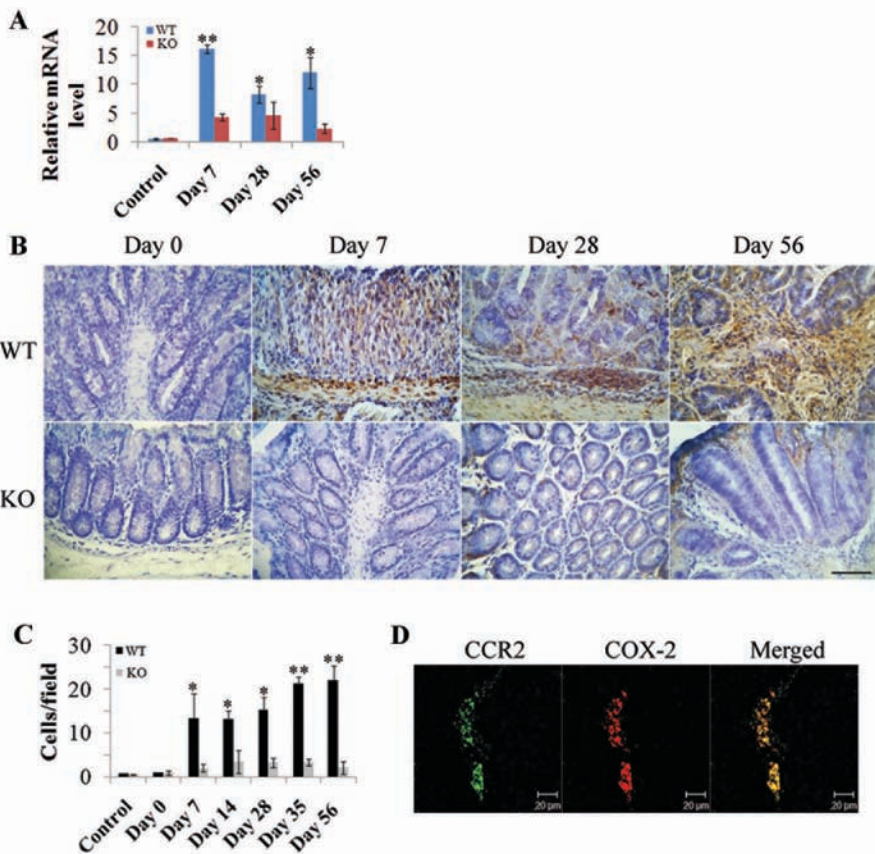 A
WT
KO
Relative mRNA
level
20
15
10
5
0
**
*
*
Control
Day 7
Day 28
Day 56
B
Day 0
Day 7
Day 28
Day 56
WT
KO
C
WT
KO
Cells/field
30
20
10
0
*
*
*
**
**
Control
Day 0
Day 7
Day 14
Day 28
Day 35
Day 56
D
CCR2
COX-2
Merged
20 µm
20 µm
20 µm